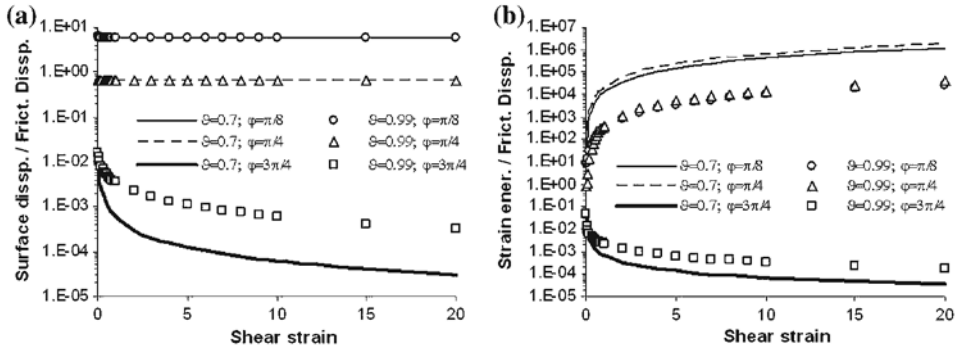 (a)
1.E+01
1.E+00
1.E-01
1.E-02
1.E-03
1.E-04
1.E-05
Surface dissp. / Frict. Dissp.
ϑ=0.7; φ=π/8
ϑ=0.7; φ=π/4
ϑ=0.7; φ=3π/4
ϑ=0.99; φ=π/8
ϑ=0.99; φ=π/4
ϑ=0.99; φ=3π/4
0 5 10 15 20
Shear strain
(b)
1.E+07
1.E+06
1.E+05
1.E+04
1.E+03
1.E+02
1.E+01
1.E+00
1.E-01
1.E-02
1.E-03
1.E-04
1.E-05
Strain ener. / Frict. Dissp.
ϑ=0.7; φ=π/8
ϑ=0.7; φ=π/4
ϑ=0.7; φ=3π/4
ϑ=0.99; φ=π/8
ϑ=0.99; φ=π/4
ϑ=0.99; φ=3π/4
0 5 10 15 20
Shear strain